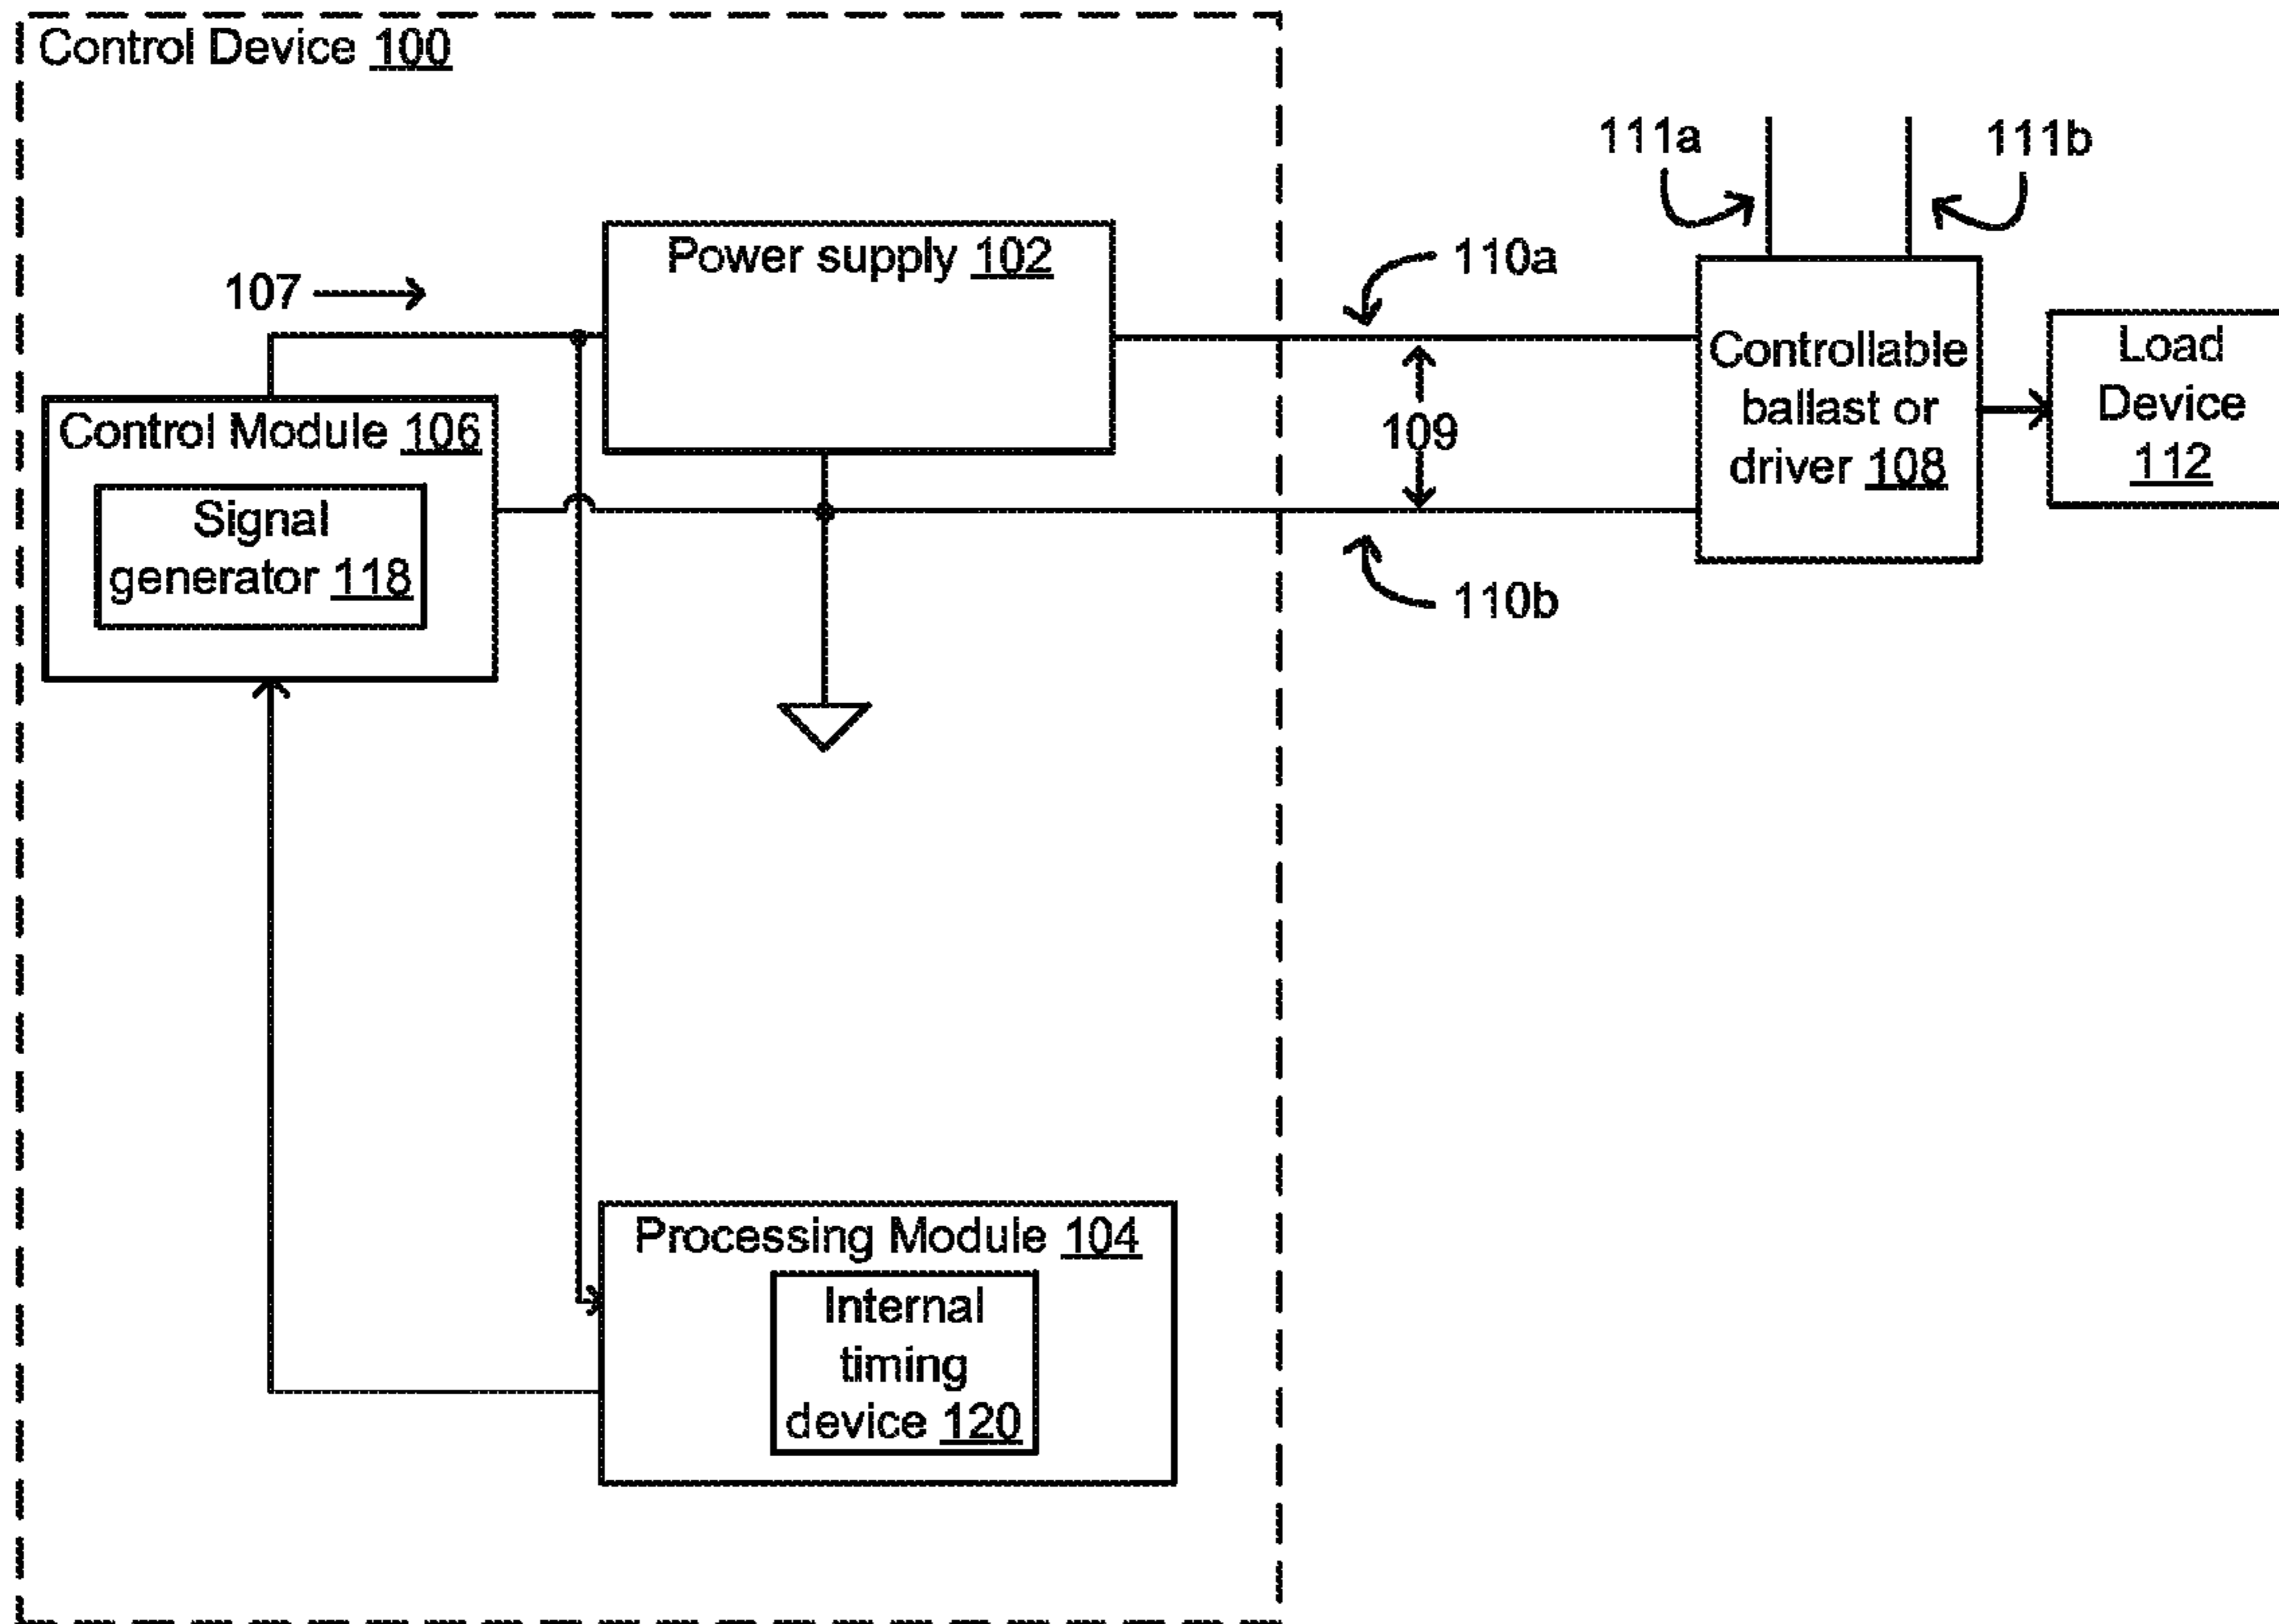 Control Device 100
111a
111b
Power supply 102
110a
107
Controllable
ballast or
driver 108
Load
Device
112
109
Control Module 106
Signal
generator 118
110b
Processing Module 104
Internal
timing
device 120